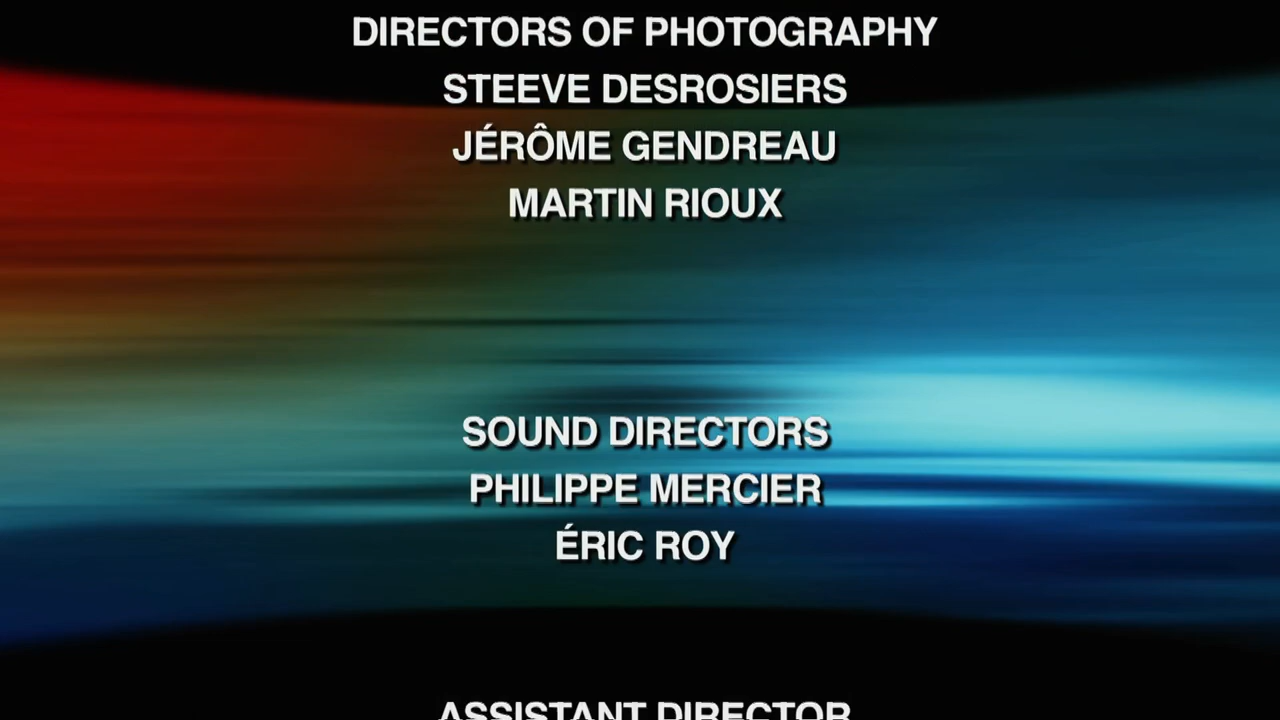 DIRECTORS OF PHOTOGRAPHY
STEEVE DESROSIERS
JÉRÔME GENDREAU
MARTIN RIOUX
SOUND DIRECTORS
PHILIPPE MERCIER
ÉRIC ROY
ASSISTANT DIRECTOR